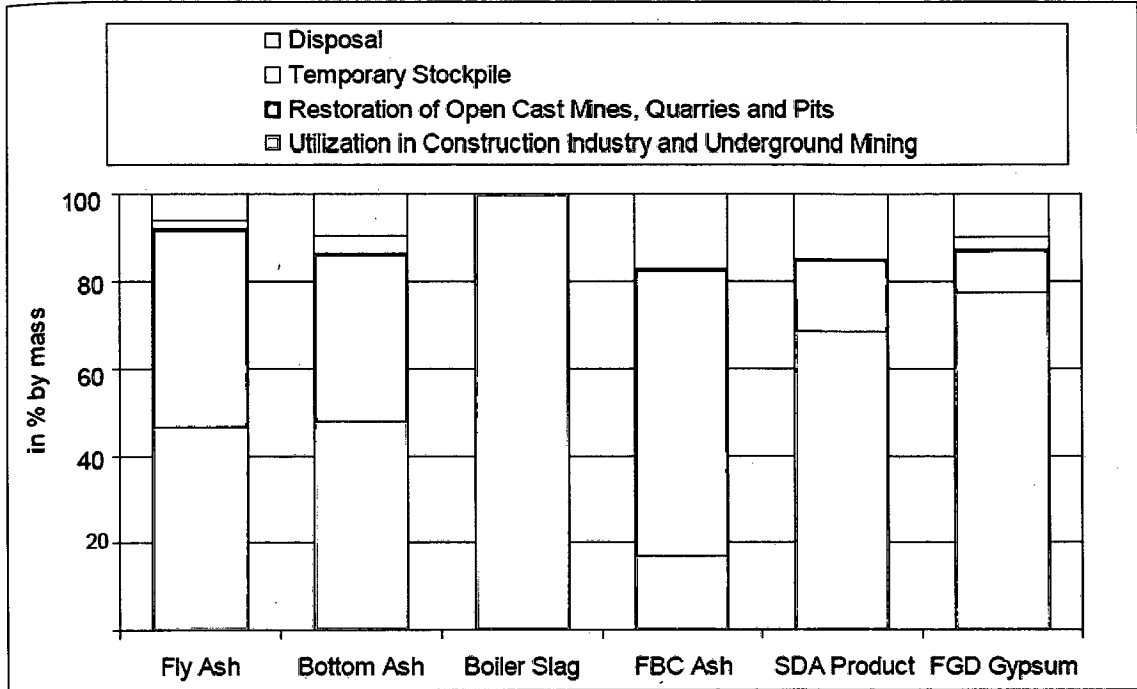 Disposal
Temporary Stockpile
Restoration of Open Cast Mines, Quarries and Pits
Utilization in Construction Industry and Underground Mining
in % by mass
100
80
60
40
20
Fly Ash Bottom Ash Boiler Slag FBC Ash SDA Product FGD Gypsum